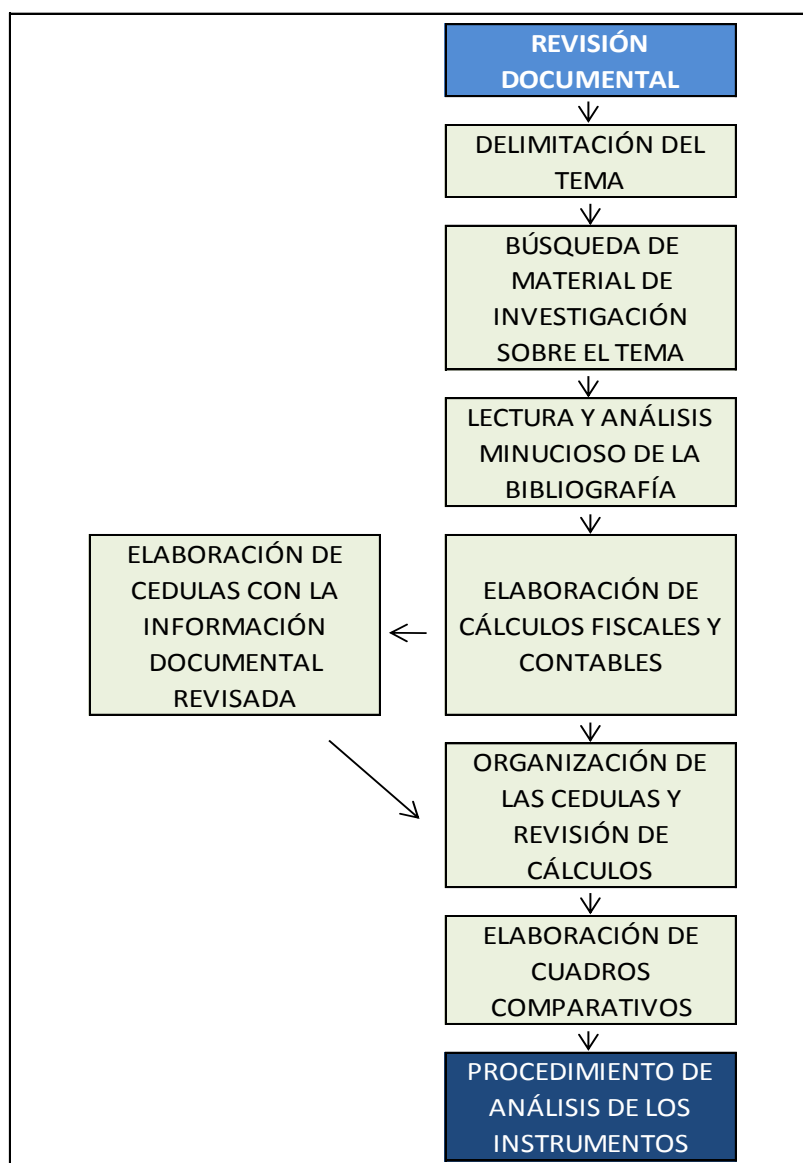 REVISIÓN
DOCUMENTAL
DELIMITACIÓN DEL
TEMA
BÚSQUEDA DE
MATERIAL DE
INVESTIGACIÓN
SOBRE EL TEMA
LECTURA Y ANÁLISIS
MINUCIOSO DE LA
BIBLIOGRAFÍA
ELABORACIÓN DE
CEDULAS CON LA
INFORMACIÓN
DOCUMENTAL
REVISADA
ELABORACIÓN DE
CÁLCULOS FISCALES Y
CONTABLES
ORGANIZACIÓN DE
LAS CEDULAS Y
REVISIÓN DE
CÁLCULOS
ELABORACIÓN DE
CUADROS
COMPARATIVOS
PROCEDIMIENTO DE
ANÁLISIS DE LOS
INSTRUMENTOS